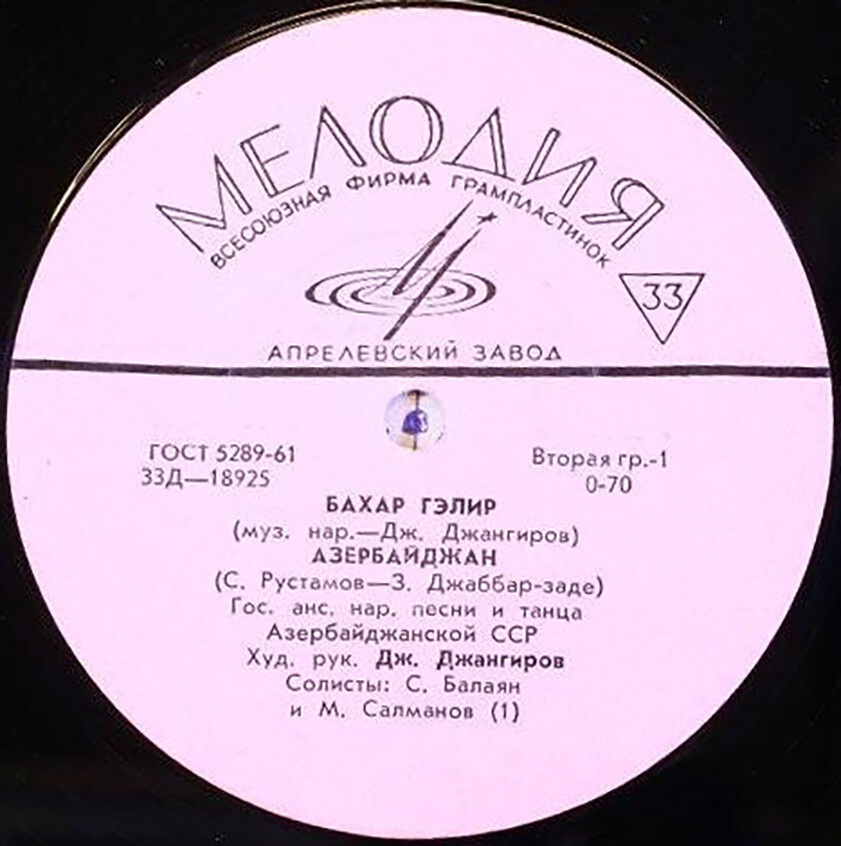 МЕЛОДИЯ
ВСЕСОЮЗНАЯ ФИРМА ГРАМПЛАСТИНОК
33
АПРЕЛЕВСКИЙ ЗАВОД
ГОСТ 5289-61
Вторая гр.-1
33Д—18925
0-70
БАХАР ГЭЛИР
(муз. нар.—Дж. Джангиров)
АЗЕРБАЙДЖАН
(С. Рустамов—З. Джаббар-заде)
Гос. анс. нар. песни и танца
Азербайджанской ССР
Худ. рук. Дж. Джангиров
Солисты: С. Балаян
и М. Салманов (1)